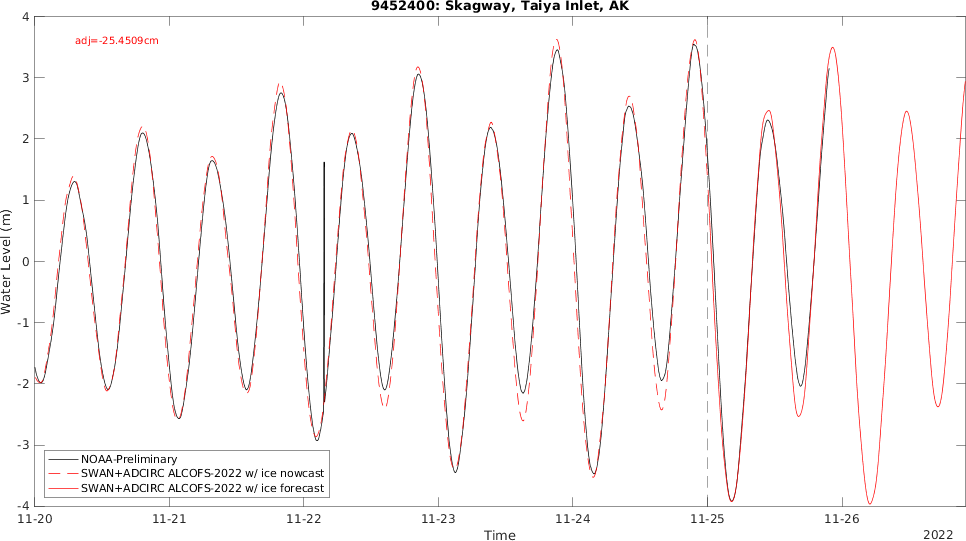 9452400: Skagway, Taiya Inlet, AK
adj=-25.4509cm
Water Level (m)
4
3
2
1
0
-1
-2
-3
-4
NOAA-Preliminary
SWAN+ADCIRC ALCOFS-2022 w/ ice nowcast
SWAN+ADCIRC ALCOFS-2022 w/ ice forecast
11-20 11-21 11-22 11-23 11-24 11-25 11-26
Time
2022